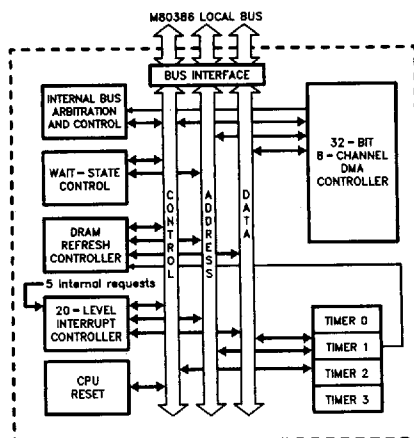 M80386 LOCAL BUS
BUS INTERFACE
INTERNAL BUS
ARBITRATION
AND CONTROL
WAIT-STATE
CONTROL
DRAM
REFRESH
CONTROLLER
5 internal requests
20-LEVEL
INTERRUPT
CONTROLLER
CPU
RESET
CONTROL
ADDRESS
DATA
32-BIT
8-CHANNEL
DMA
CONTROLLER
TIMER 0
TIMER 1
TIMER 2
TIMER 3